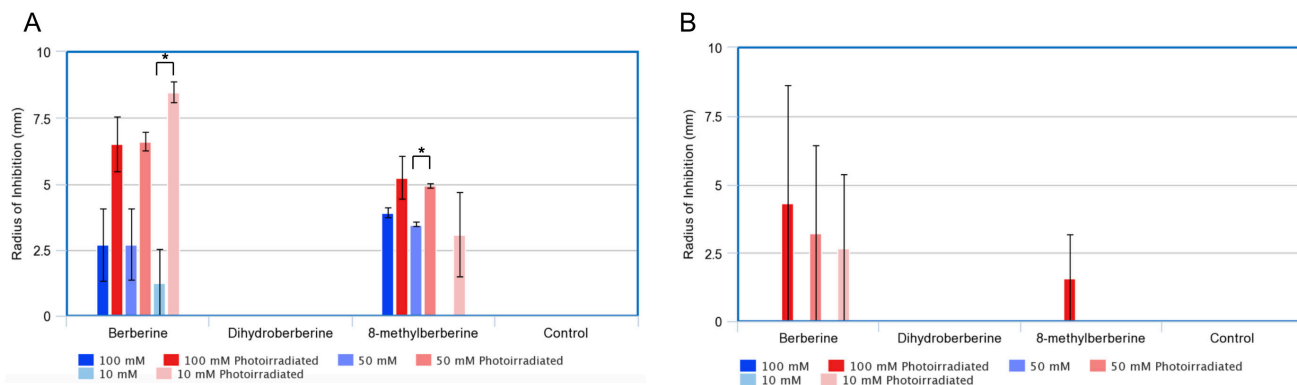 A
10
7.5
5
2.5
0
Radius of Inhibition (mm)
*
*
Berberine Dihydroberberine 8-methylberberine Control
100 mM 100 mM Photoirradiated 50 mM 50 mM Photoirradiated
10 mM 10 mM Photoirradiated
B
10
7.5
5
2.5
0
Radius of Inhibition (mm)
Berberine Dihydroberberine 8-methylberberine Control
100 mM 100 mM Photoirradiated 50 mM 50 mM Photoirradiated
10 mM 10 mM Photoirradiated